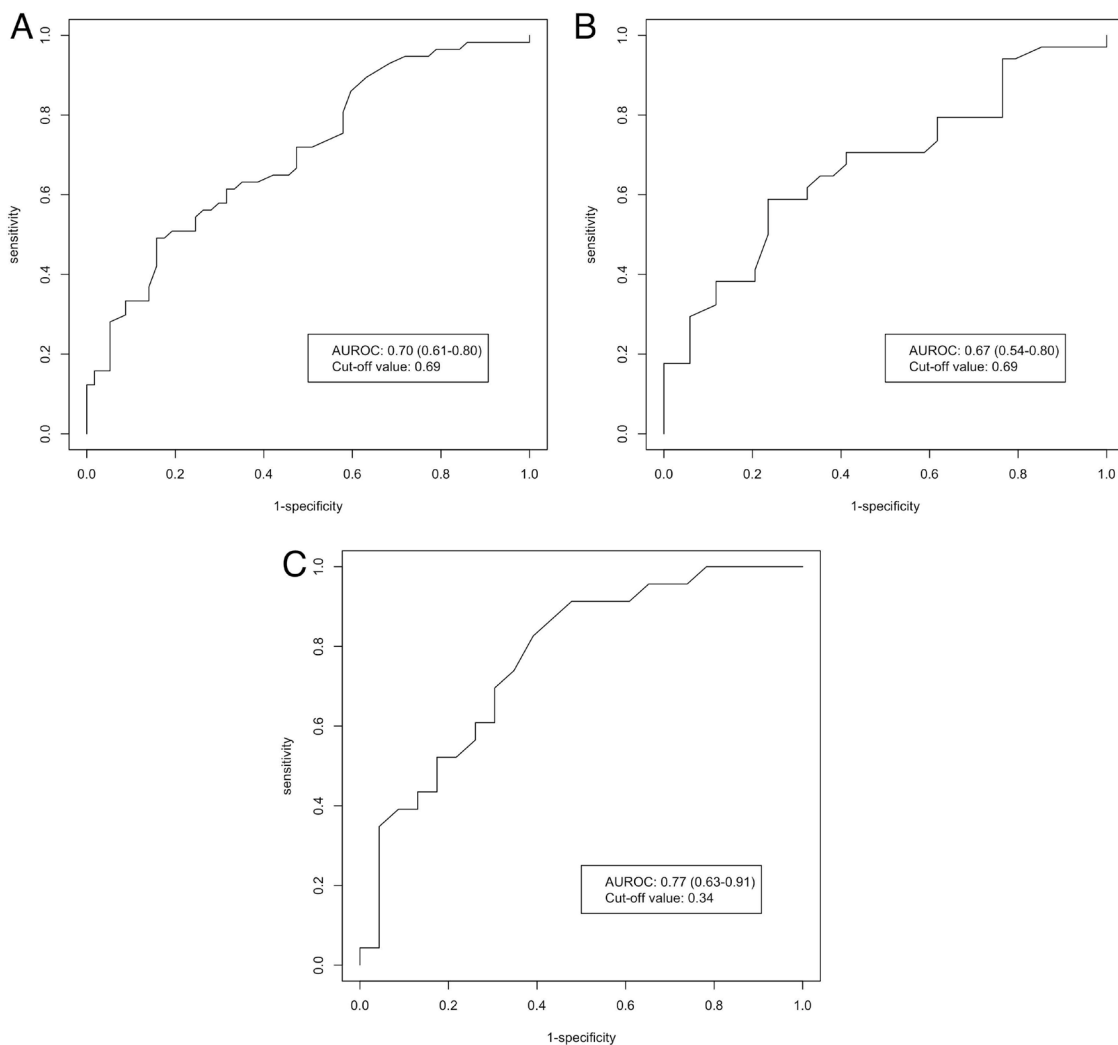 A
1.0
0.8
0.6
0.4
0.2
0.0
sensitivity
AUROC: 0.70 (0.61-0.80)
Cut-off value: 0.69
0.0 0.2 0.4 0.6 0.8 1.0
1-specificity
B
1.0
0.8
0.6
0.4
0.2
0.0
sensitivity
AUROC: 0.67 (0.54-0.80)
Cut-off value: 0.69
0.0 0.2 0.4 0.6 0.8 1.0
1-specificity
C
1.0
0.8
0.6
0.4
0.2
0.0
sensitivity
AUROC: 0.77 (0.63-0.91)
Cut-off value: 0.34
0.0 0.2 0.4 0.6 0.8 1.0
1-specificity